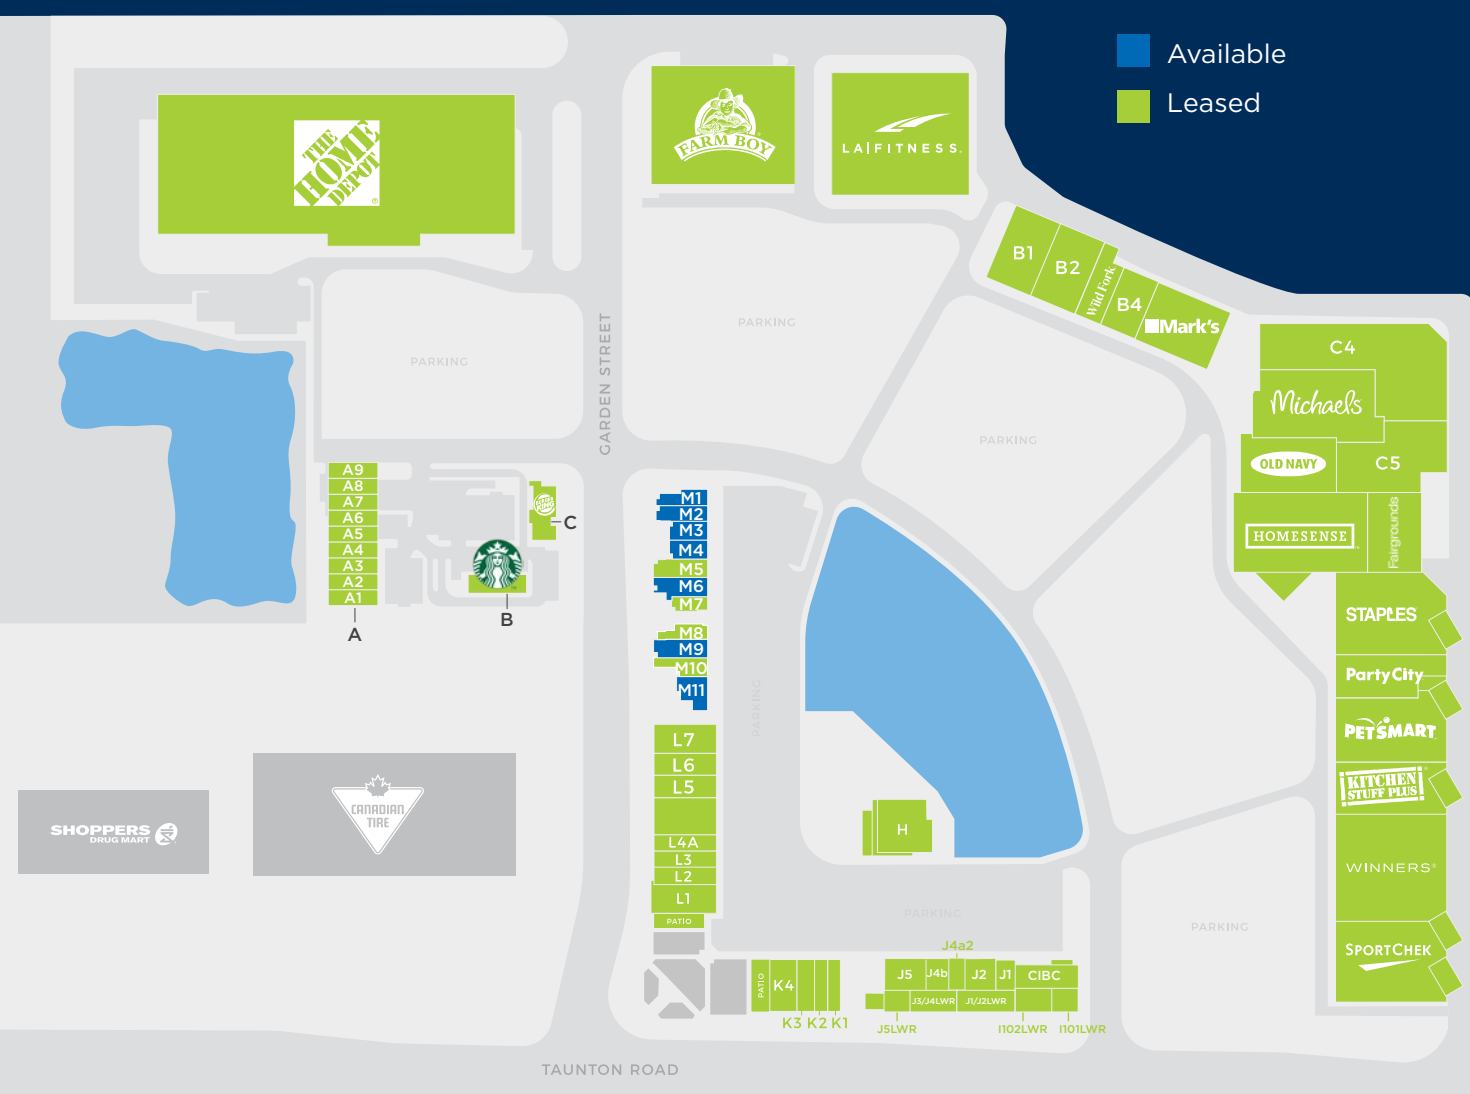 Available
Leased
THE
HOME
DEPOT
FARM BOY
LA|FITNESS.
B1
B2
Wild Fork
B4
Mark's
PARKING
PARKING
GARDEN STREET
PARKING
C4
Michaels
OLD NAVY
C5
HOMESENSE
Fairgrounds
A9
A8
A7
A6
A5
A4
A3
A2
A1
A
BURGER
KING
C
B
M1
M2
M3
M4
M5
M6
M7
M8
M9
M10
M11
PARKING
STAPLES
PartyCity
PETSMART
KITCHEN
STUFF PLUS
WINNERS®
SPORTCHEK
L7
L6
L5
L4A
L3
L2
L1
PATIO
SHOPPERS
DRUG MART
CANADIAN
TIRE
H
PARKING
PARKING
PATIO
K4
K3 K2 K1
J4a2
J5
J4b
J2
J1
CIBC
J3/J4LWR
J1/J2LWR
J5LWR
I102LWR
I101LWR
TAUNTON ROAD